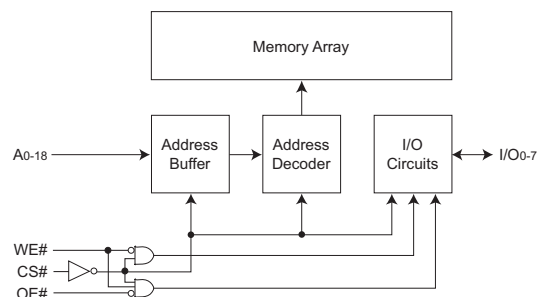 Memory Array
Address
Buffer
Address
Decoder
I/O
Circuits
A0-18
I/O0-7
WE#
CS#
OE#